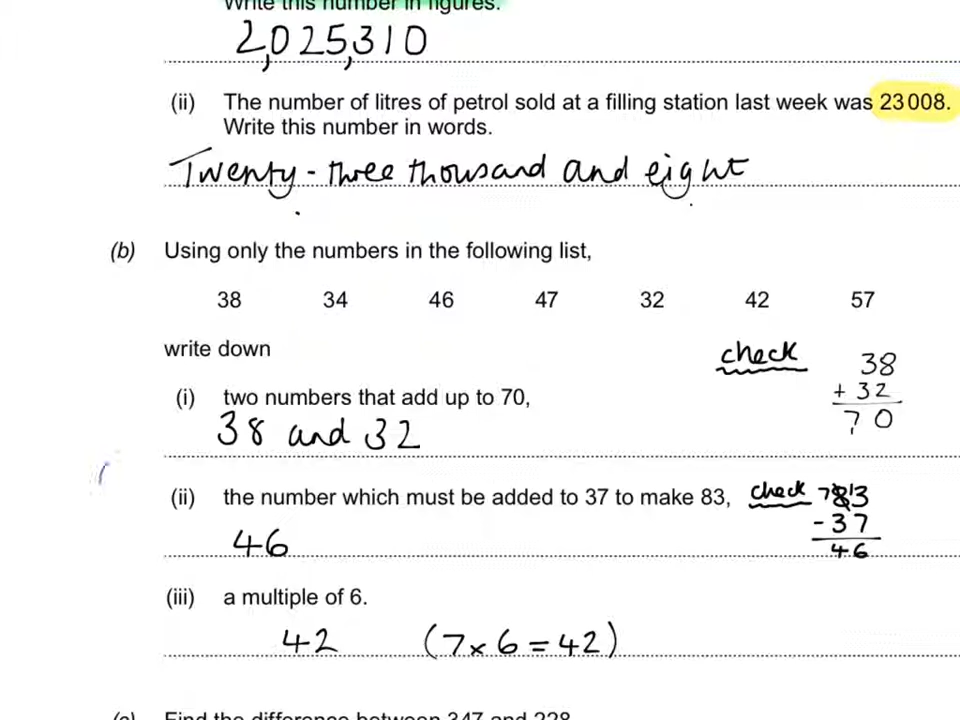 Write this number in figures.
2,025,310
(ii) The number of litres of petrol sold at a filling station last week was 23 008.
Write this number in words.
Twenty-three thousand and eight
(b) Using only the numbers in the following list,
38 34 46 47 32 42 57
write down
check 38
(i) two numbers that add up to 70,
+ 32
38 and 32
70
(ii) the number which must be added to 37 to make 83, check 7813
- 37
46
46
(iii) a multiple of 6.
42 (7 × 6 = 42)
(c) Find the difference between 347 and 228